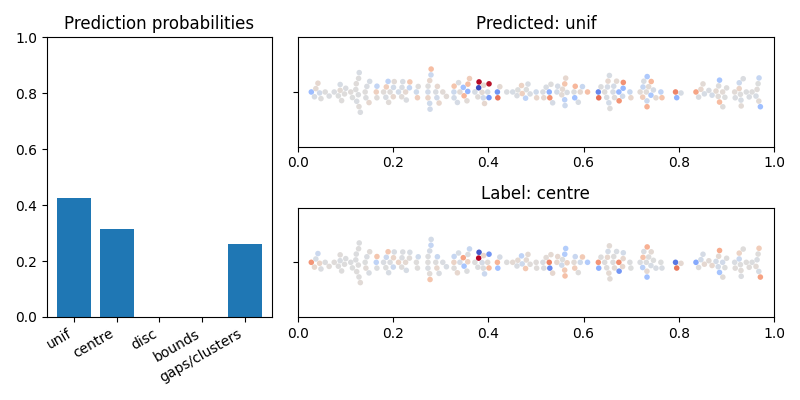 Prediction probabilities
1.0
0.8
0.6
0.4
0.2
0.0
unif
centre
disc
bounds
gaps/clusters
Predicted: unif
0.0 0.2 0.4 0.6 0.8 1.0
Label: centre
0.0 0.2 0.4 0.6 0.8 1.0